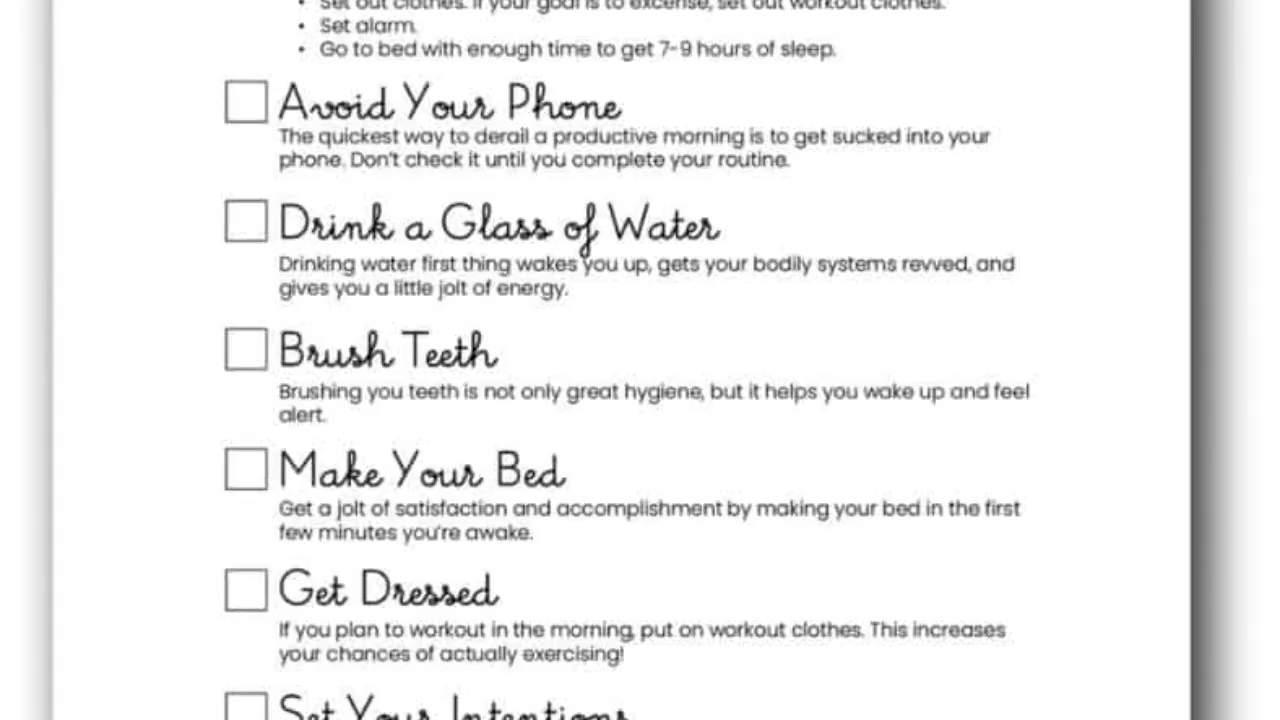 • Set out clothes. If your goal is to excense, set out workout clothes.
• Set alarm.
• Go to bed with enough time to get 7-9 hours of sleep.
Avoid Your Phone
The quickest way to derail a productive morning is to get sucked into your
phone. Don't check it until you complete your routine.
Drink a Glass of Water
Drinking water first thing wakes you up, gets your bodily systems revved, and
gives you a little jolt of energy.
Brush Teeth
Brushing you teeth is not only great hygiene, but it helps you wake up and feel
alert.
Make Your Bed
Get a jolt of satisfaction and accomplishment by making your bed in the first
few minutes you're awake.
Get Dressed
If you plan to workout in the morning, put on workout clothes. This increases
your chances of actually exercising!
Set Your Intentions